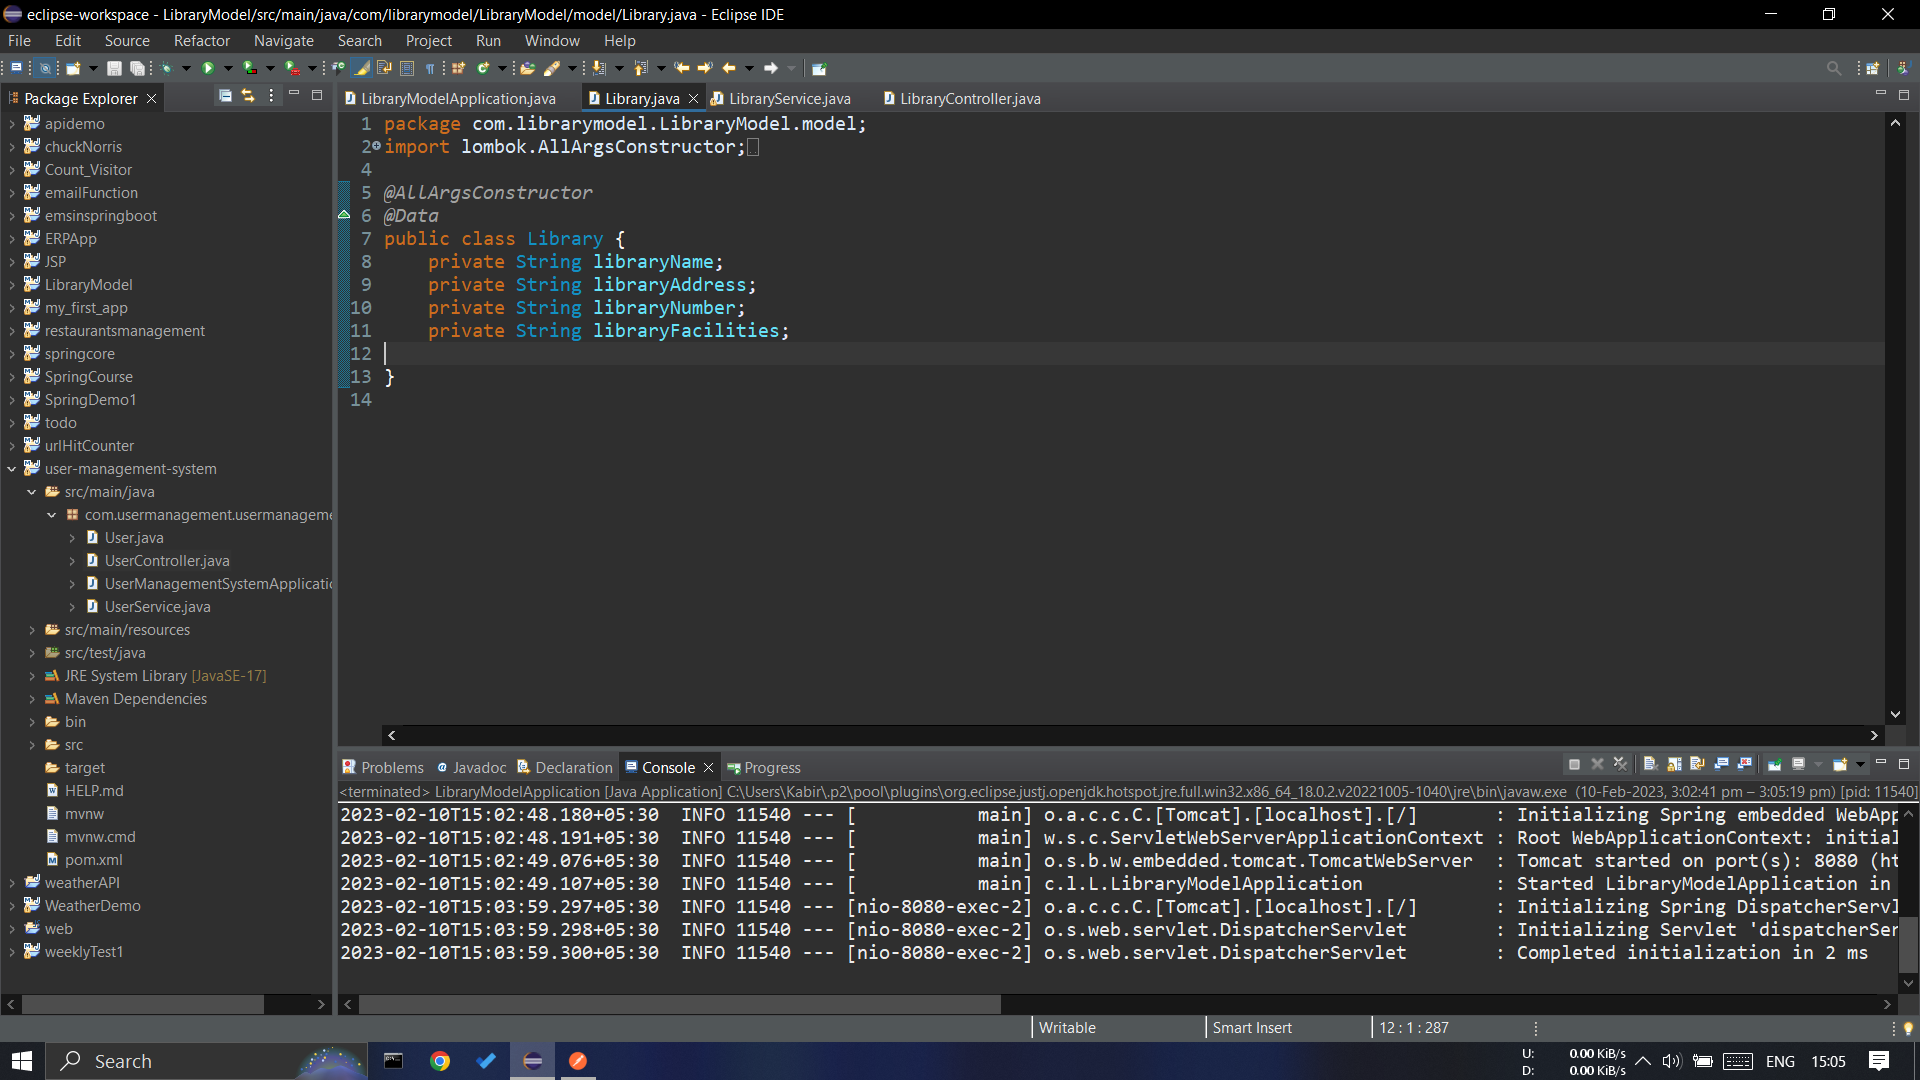 eclipse-workspace - LibraryModel/src/main/java/com/librarymodel/LibraryModel/model/Library.java - Eclipse IDE
File Edit Source Refactor Navigate Search Project Run Window Help
Package Explorer
apidemo
chuckNorris
Count_Visitor
emailFunction
emsinspringboot
ERPApp
JSP
LibraryModel
my_first_app
restaurantsmanagement
springcore
SpringCourse
SpringDemo1
todo
urlHitCounter
user-management-system
src/main/java
com.usermanagement.usermanageme
User.java
UserController.java
UserManagementSystemApplicatio
UserService.java
src/main/resources
src/test/java
JRE System Library [JavaSE-17]
Maven Dependencies
bin
src
target
HELP.md
mvnw
mvnw.cmd
pom.xml
weatherAPI
WeatherDemo
web
weeklyTest1
LibraryModelApplication.java Library.java LibraryService.java LibraryController.java
1 package com.librarymodel.LibraryModel.model;
2 import lombok.AllArgsConstructor;
4
5 @AllArgsConstructor
6 @Data
7 public class Library {
8 private String libraryName;
9 private String libraryAddress;
10 private String libraryNumber;
11 private String libraryFacilities;
12
13 }
14
Problems Javadoc Declaration Console Progress
<terminated> LibraryModelApplication [Java Application] C:\Users\Kabir\.p2\pool\plugins\org.eclipse.justj.openjdk.hotspot.jre.full.win32.x86_64_18.0.2.v20221005-1040\jre\bin\javaw.exe (10-Feb-2023, 3:02:41 pm – 3:05:19 pm) [pid: 11540]
2023-02-10T15:02:48.180+05:30 INFO 11540 --- [ main] o.a.c.c.C.[Tomcat].[localhost].[/] : Initializing Spring embedded WebApp
2023-02-10T15:02:48.191+05:30 INFO 11540 --- [ main] w.s.c.ServletWebServerApplicationContext : Root WebApplicationContext: initial
2023-02-10T15:02:49.076+05:30 INFO 11540 --- [ main] o.s.b.w.embedded.tomcat.TomcatWebServer : Tomcat started on port(s): 8080 (ht
2023-02-10T15:02:49.107+05:30 INFO 11540 --- [ main] c.l.L.LibraryModelApplication : Started LibraryModelApplication in
2023-02-10T15:03:59.297+05:30 INFO 11540 --- [nio-8080-exec-2] o.a.c.c.C.[Tomcat].[localhost].[/] : Initializing Spring DispatcherServl
2023-02-10T15:03:59.298+05:30 INFO 11540 --- [nio-8080-exec-2] o.s.web.servlet.DispatcherServlet : Initializing Servlet 'dispatcherSer
2023-02-10T15:03:59.300+05:30 INFO 11540 --- [nio-8080-exec-2] o.s.web.servlet.DispatcherServlet : Completed initialization in 2 ms
Writable Smart Insert 12 : 1 : 287
Search
U: 0.00 KiB/s
D: 0.00 KiB/s
ENG 15:05